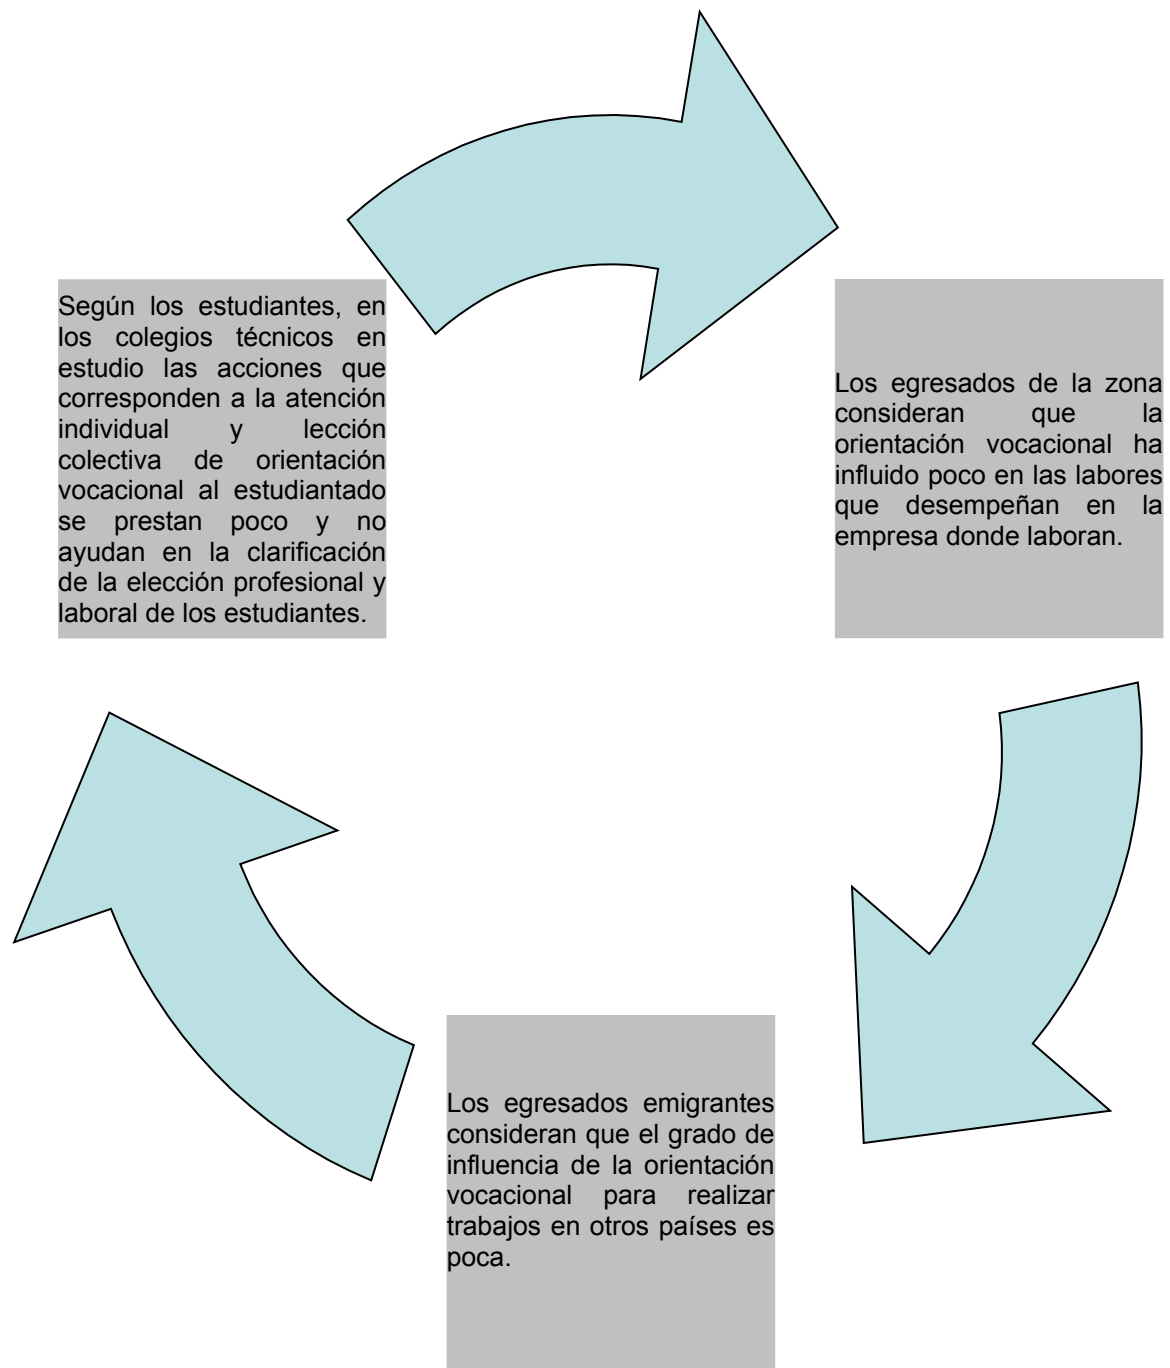 Según los estudiantes, en
los colegios técnicos en
estudio las acciones que
corresponden a la atención
individual y lección
colectiva de orientación
vocacional al estudiantado
se prestan poco y no
ayudan en la clarificación
de la elección profesional y
laboral de los estudiantes.
Los egresados de la zona
consideran que la
orientación vocacional ha
influido poco en las labores
que desempeñan en la
empresa donde laboran.
Los egresados emigrantes
consideran que el grado de
influencia de la orientación
vocacional para realizar
trabajos en otros países es
poca.